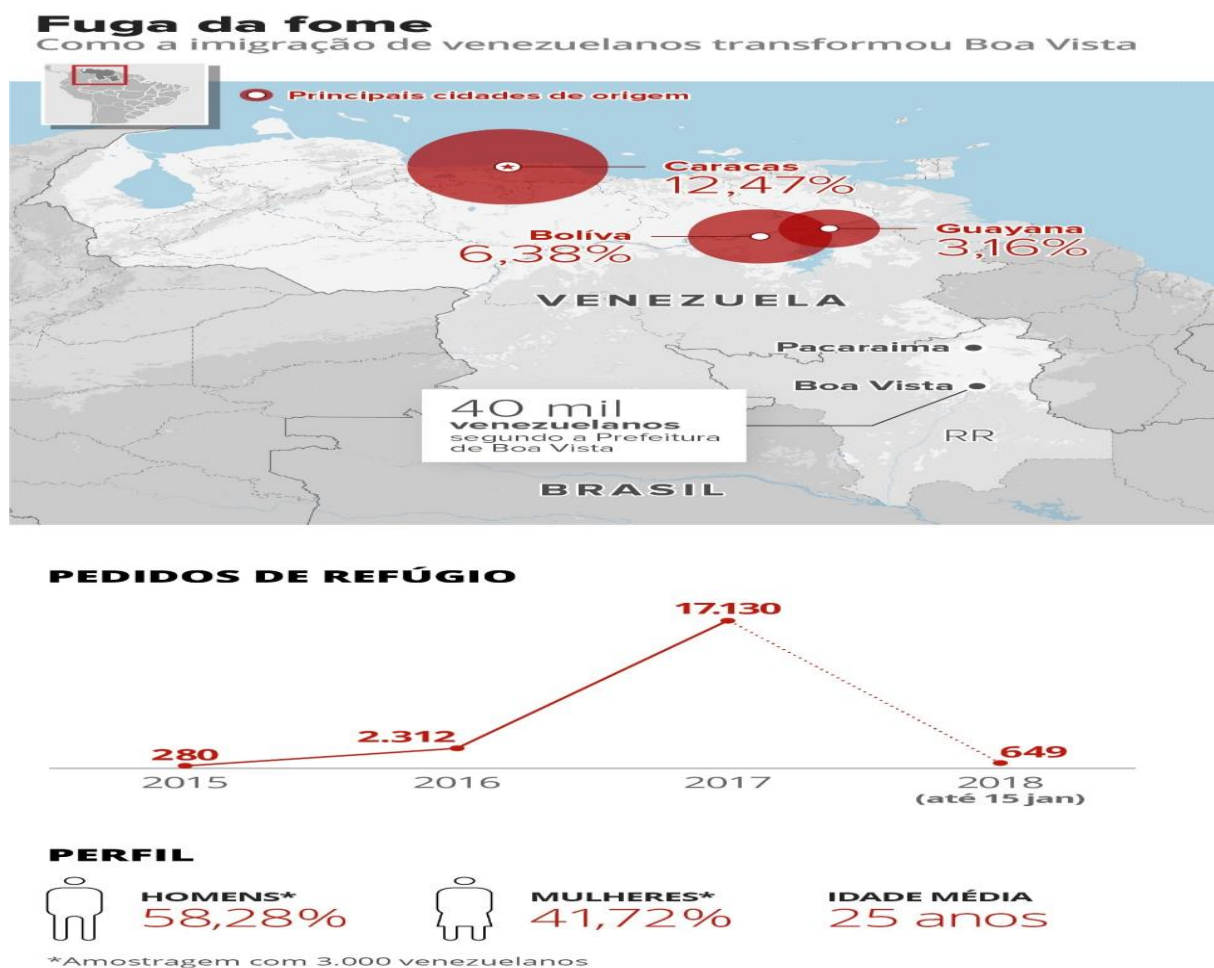 Fuga da fome
Como a imigração de venezuelanos transformou Boa Vista
Principais cidades de origem
Caracas
12,47%
Bolíva
6,38%
Guayana
3,16%
VENEZUELA
Pacaraima
Boa Vista
40 mil
venezuelanos
segundo a Prefeitura
de Boa Vista
RR
BRASIL
PEDIDOS DE REFÚGIO
17.130
2.312
280
649
2015
2016
2017
2018
(até 15 jan)
PERFIL
HOMENS*
58,28%
MULHERES*
41,72%
IDADE MÉDIA
25 anos
*Amostragem com 3.000 venezuelanos